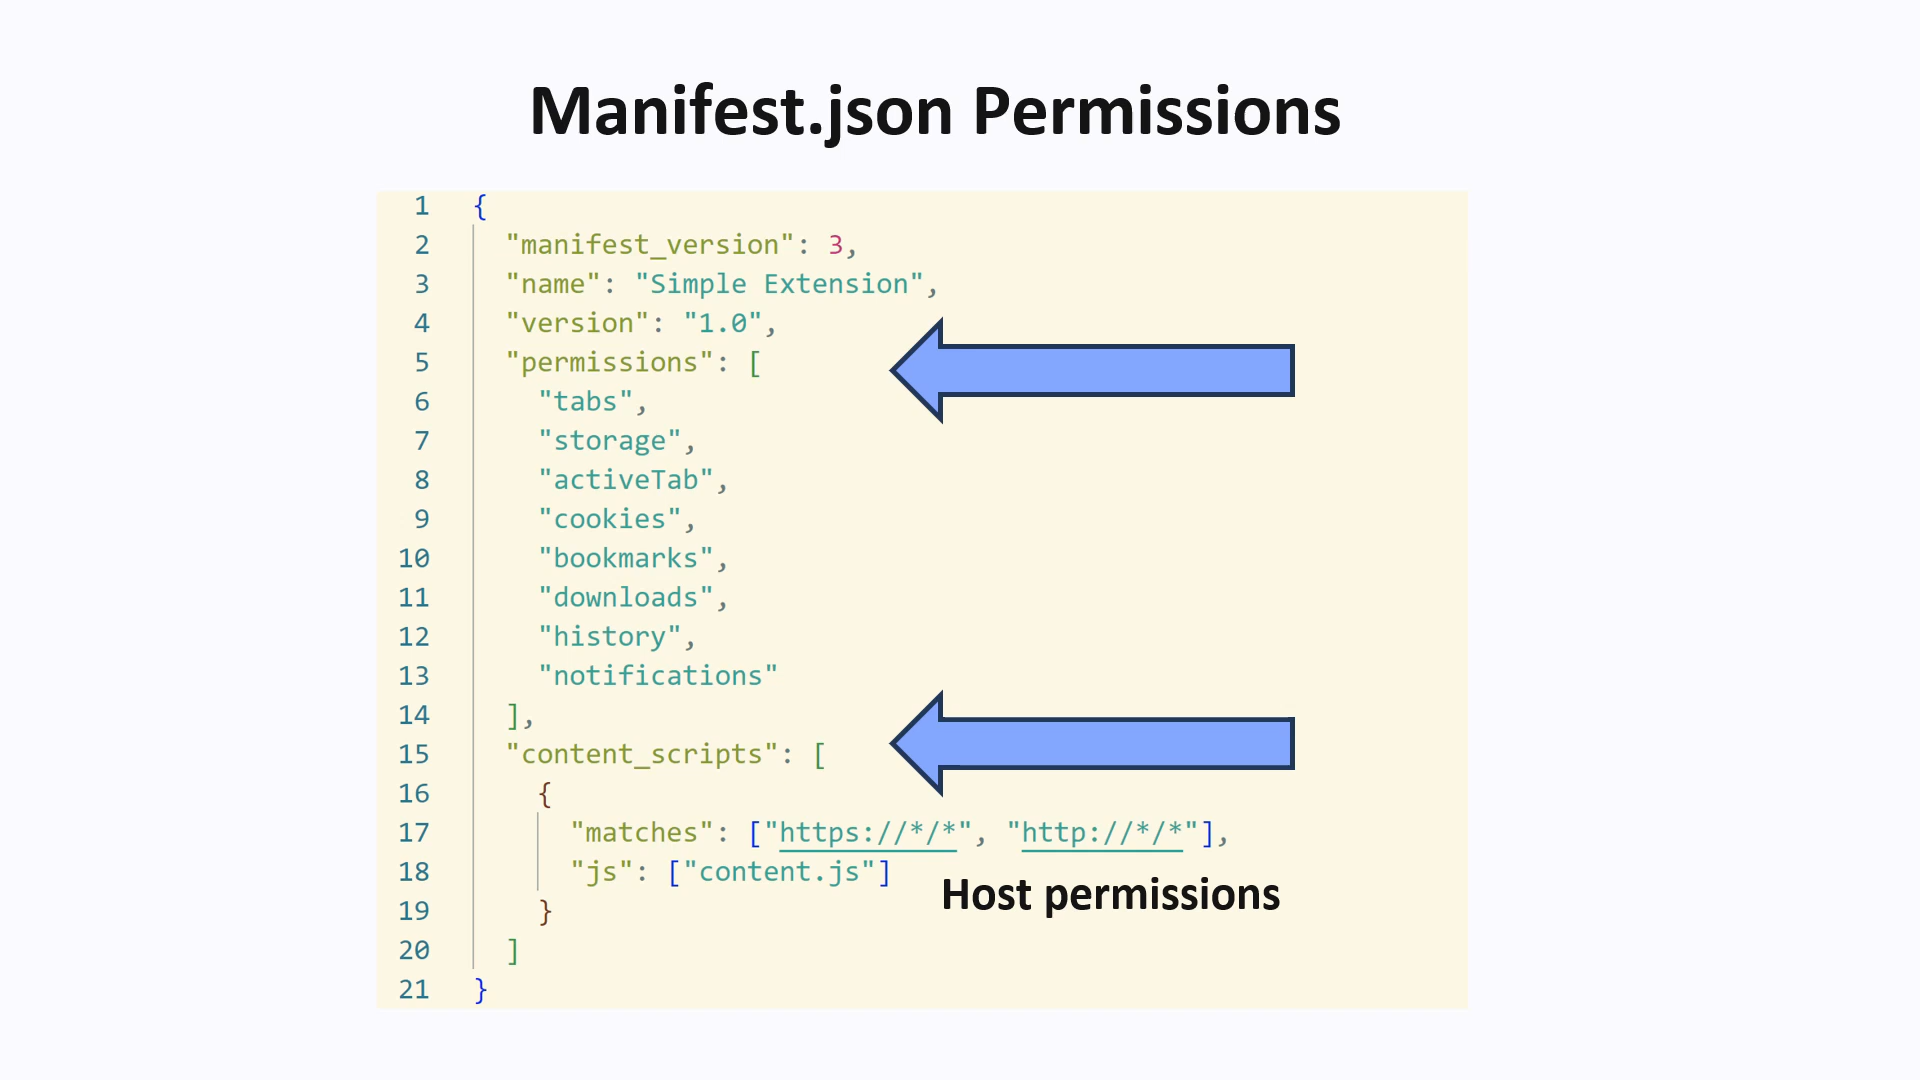 Manifest.json Permissions
1 {
2 "manifest_version": 3,
3 "name": "Simple Extension",
4 "version": "1.0",
5 "permissions": [
6 "tabs",
7 "storage",
8 "activeTab",
9 "cookies",
10 "bookmarks",
11 "downloads",
12 "history",
13 "notifications"
14 ],
15 "content_scripts": [
16 {
17 "matches": ["https://*/*", "http://*/*"],
18 "js": ["content.js"]
Host permissions
19 }
20 ]
21 }